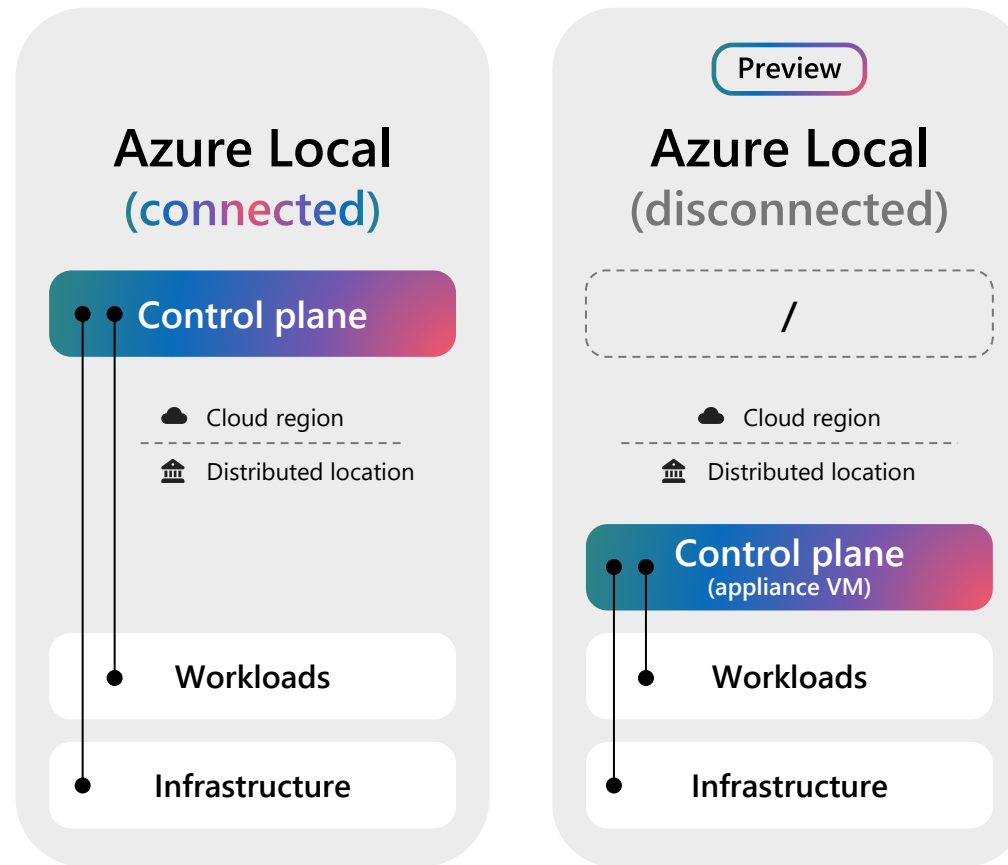 Azure Local
(connected)
Control plane
Cloud region
Distributed location
Workloads
Infrastructure
Preview
Azure Local
(disconnected)
/
Cloud region
Distributed location
Control plane
(appliance VM)
Workloads
Infrastructure